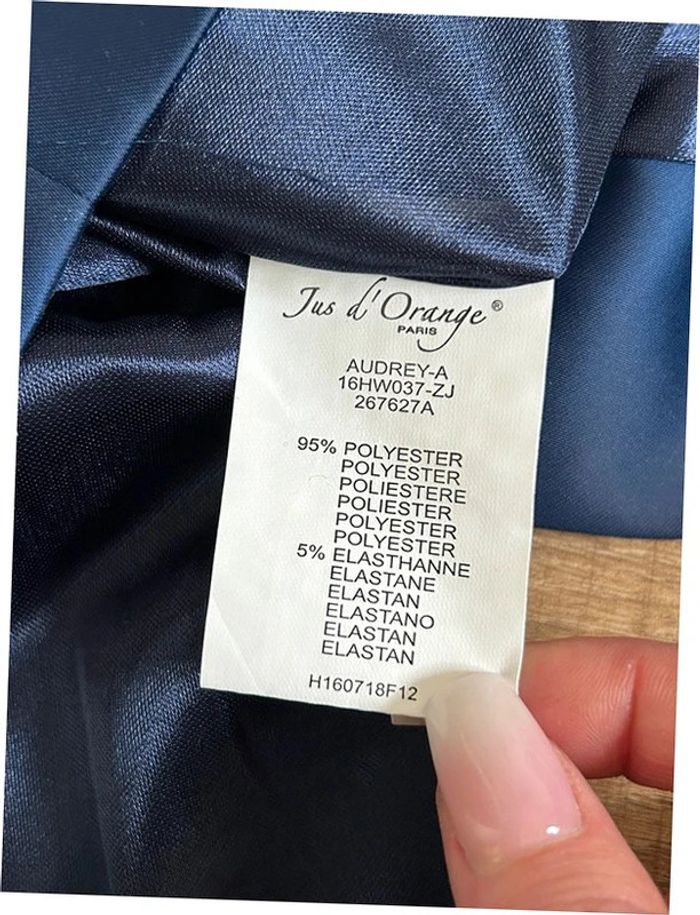 Jus d'Orange®
PARIS
AUDREY-A
16HW037-ZJ
267627A
95% POLYESTER
POLYESTER
POLIESTERE
POLIESTER
POLYESTER
POLYESTER
5% ELASTHANNE
ELASTANE
ELASTAN
ELASTANO
ELASTAN
ELASTAN
H160718F12